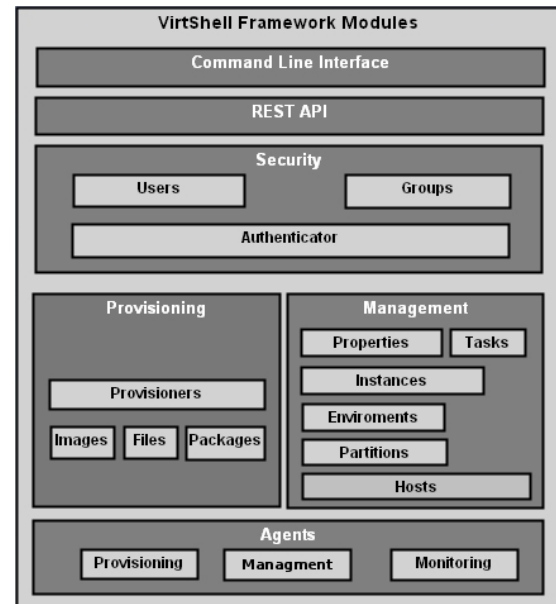 VirtShell Framework Modules
Command Line Interface
REST API
Security
Users
Groups
Authenticator
Provisioning
Provisioners
Images
Files
Packages
Management
Properties
Tasks
Instances
Enviroments
Partitions
Hosts
Agents
Provisioning
Managment
Monitoring